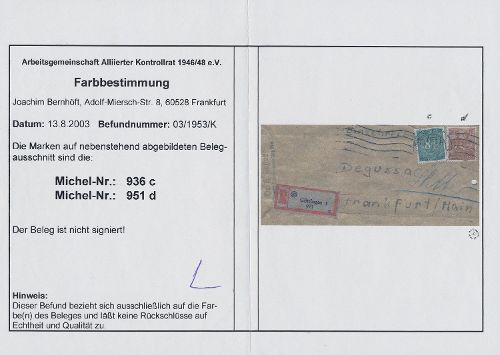 Arbeitsgemeinschaft Alliierter Kontrollrat 1946/48 e.V.
Farbbestimmung
Joachim Bernhöft, Adolf-Miersch-Str. 8, 60528 Frankfurt
Datum: 13.8.2003 Befundnummer: 03/1953/K
Die Marken auf nebenstehend abgebildeten Beleg-
ausschnitt sind die:
Michel-Nr.: 936 c
Michel-Nr.: 951 d
Der Beleg ist nicht signiert!
Hinweis:
Dieser Befund bezieht sich ausschließlich auf die Far-
be(n) des Beleges und läßt keine Rückschlüsse auf
Echtheit und Qualität zu.
c d
Degussa
Frankfurt/Main